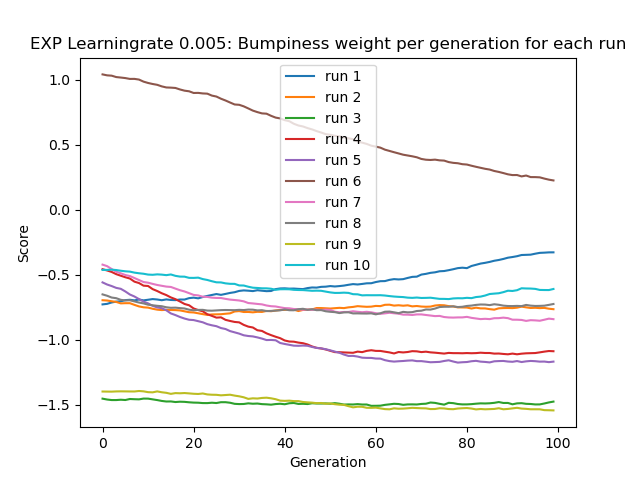 EXP Learningrate 0.005: Bumpiness weight per generation for each run
1.0
0.5
0.0
−0.5
−1.0
−1.5
Score
run 1
run 2
run 3
run 4
run 5
run 6
run 7
run 8
run 9
run 10
0 20 40 60 80 100
Generation